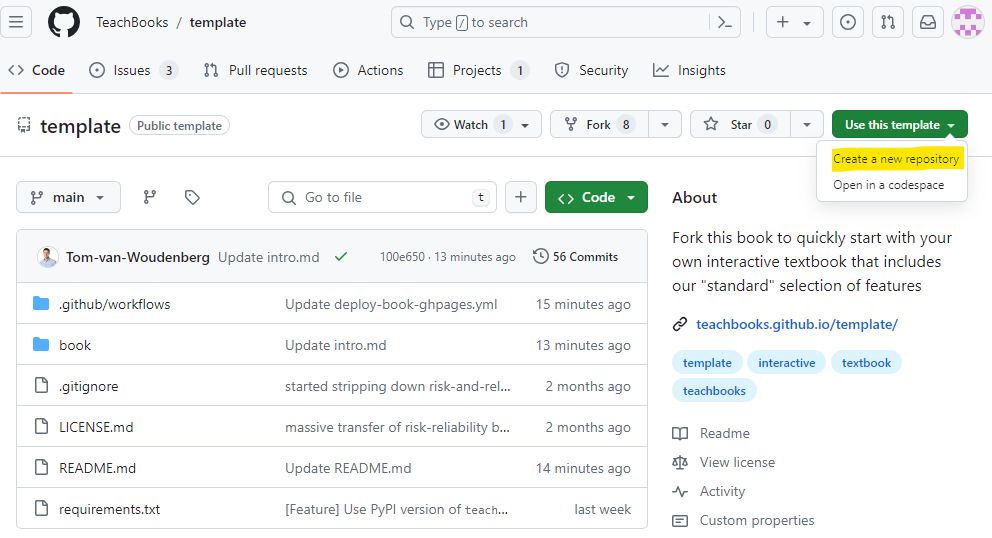 TeachBooks / template
Type / to search
Code
Issues 3
Pull requests
Actions
Projects 1
Security
Insights
template Public template
Watch 1
Fork 8
Star 0
Use this template
Create a new repository
Open in a codespace
main
Go to file t
Code
Tom-van-Woudenberg Update intro.md 100e650 · 13 minutes ago 56 Commits
.github/workflows Update deploy-book-ghpages.yml 15 minutes ago
book Update intro.md 13 minutes ago
.gitignore started stripping down risk-and-rel... 2 months ago
LICENSE.md massive transfer of risk-reliability b... 2 months ago
README.md Update README.md 14 minutes ago
requirements.txt [Feature] Use PyPI version of teach... last week
About
Fork this book to quickly start with your
own interactive textbook that includes
our "standard" selection of features
teachbooks.github.io/template/
template interactive textbook
teachbooks
Readme
View license
Activity
Custom properties